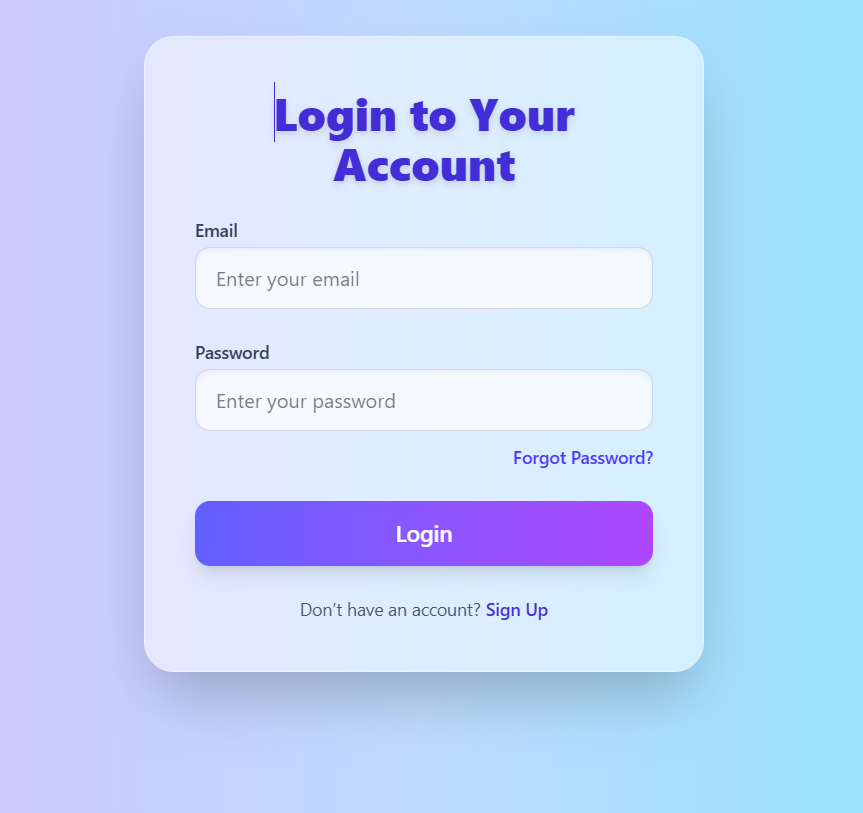 Login to Your
Account
Email
Enter your email
Password
Enter your password
Forgot Password?
Login
Don’t have an account? Sign Up